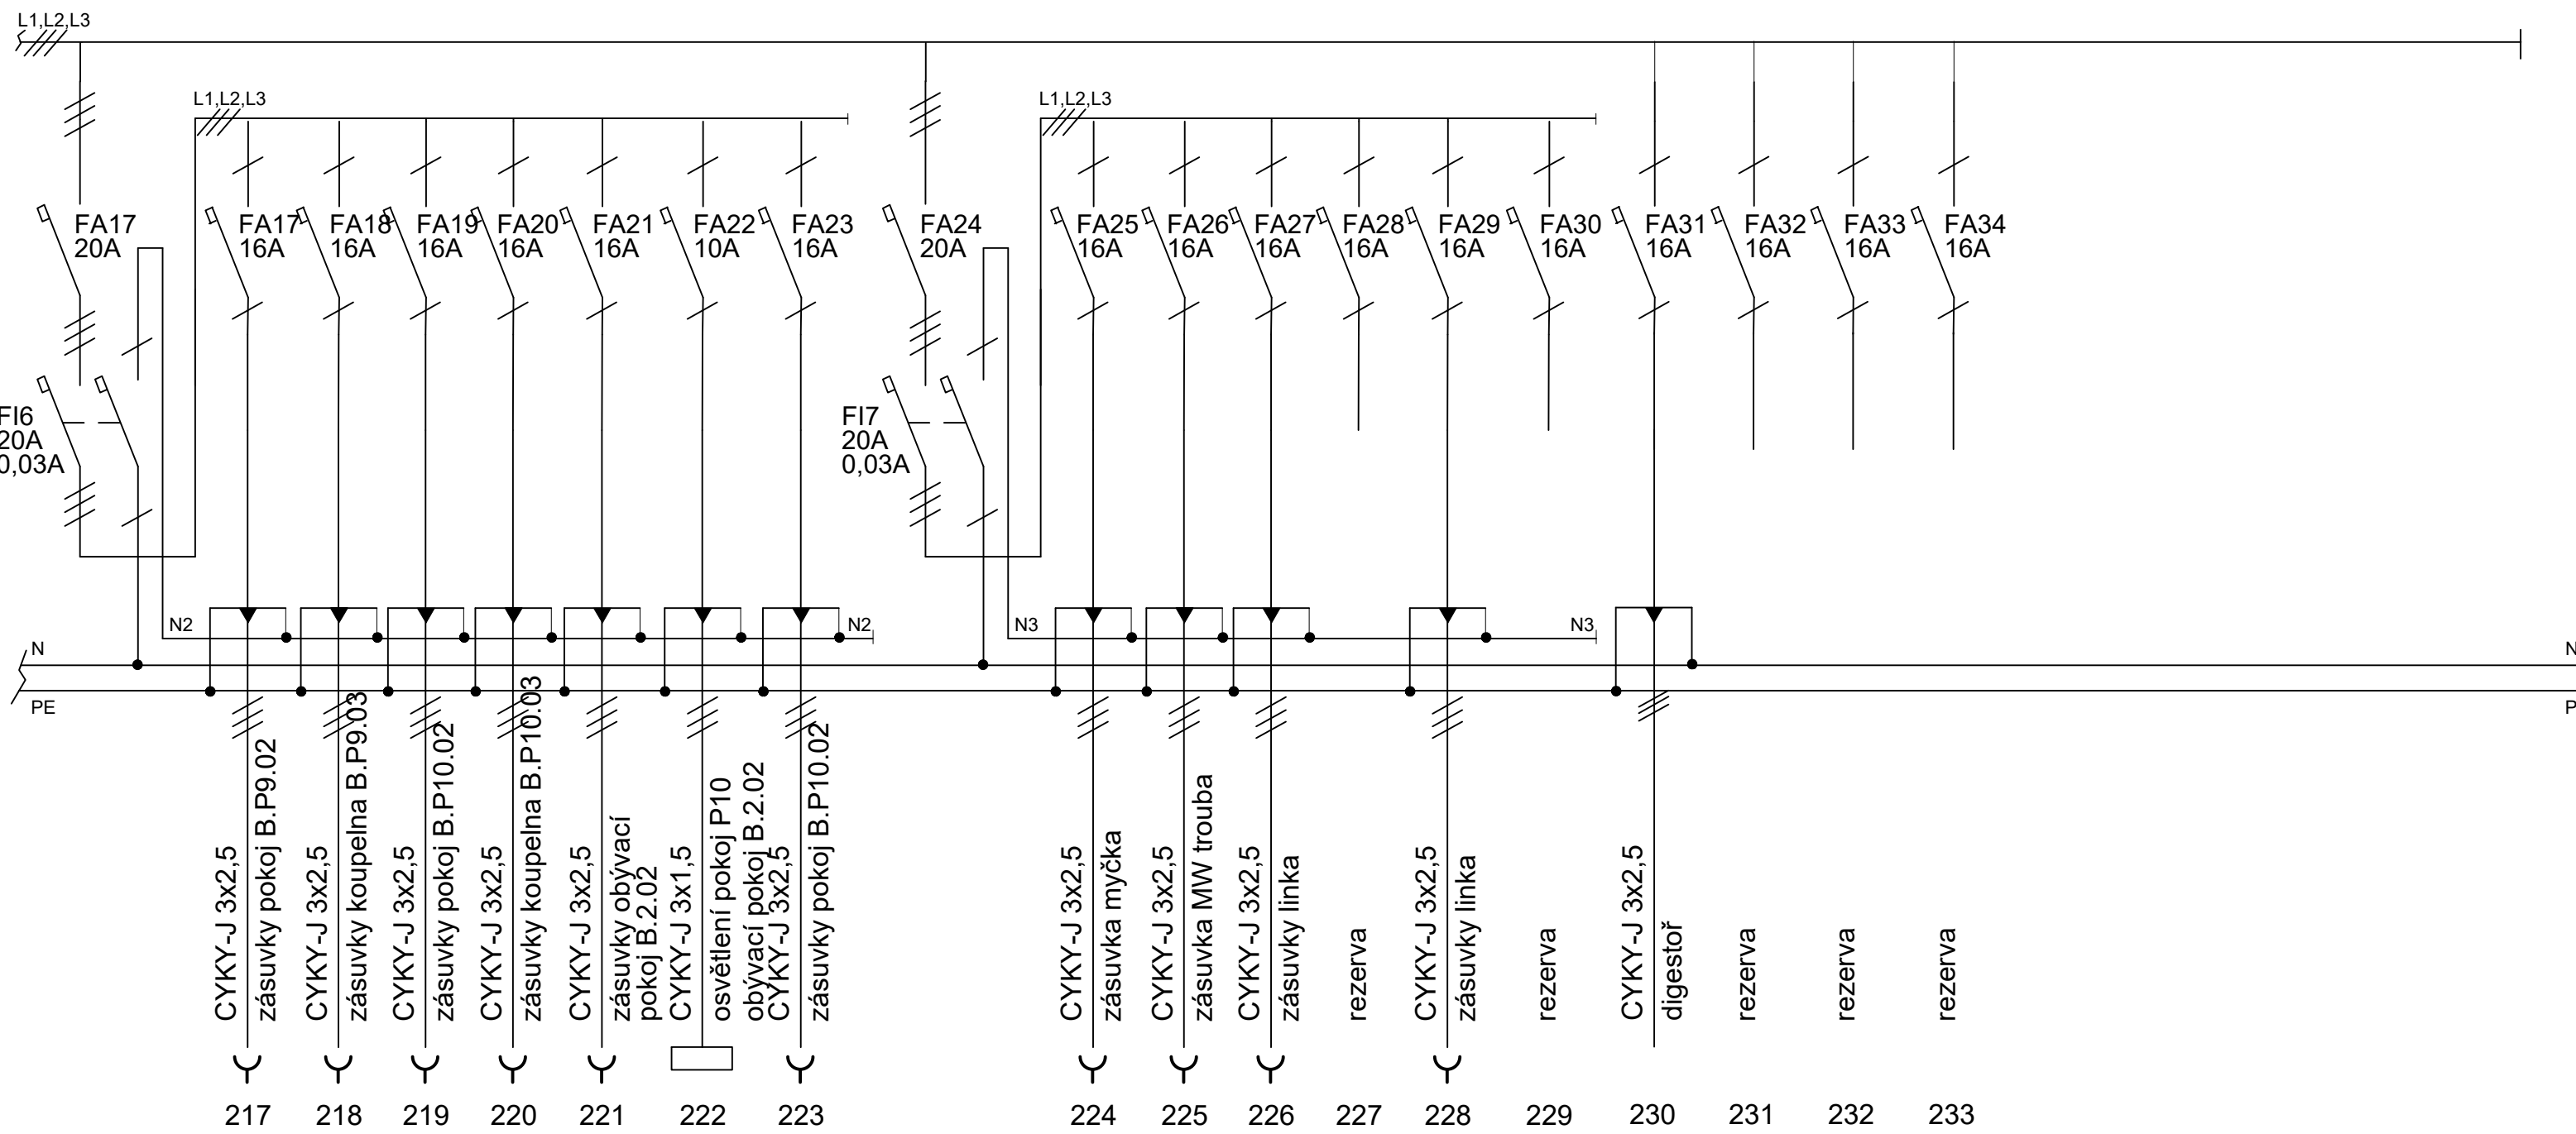 L1,L2,L3
L1,L2,L3
L1,L2,L3
FA17
20A
FA17
16A
FA18
16A
FA19
16A
FA20
16A
FA21
16A
FA22
10A
FA23
16A
FA24
20A
FA25
16A
FA26
16A
FA27
16A
FA28
16A
FA29
16A
FA30
16A
FA31
16A
FA32
16A
FA33
16A
FA34
16A
FI6
20A
0,03A
FI7
20A
0,03A
N2
N2
N3
N3
N
N
PE
P
CYKY-J 3x2,5
zásuvky pokoj B.P9.02
CYKY-J 3x2,5
zásuvky koupelna B.P9.03
CYKY-J 3x2,5
zásuvky pokoj B.P10.02
CYKY-J 3x2,5
zásuvky koupelna B.P10.03
CYKY-J 3x2,5
zásuvky obývací
pokoj B.2.02
CYKY-J 3x1,5
osvětlení pokoj P10
obývací pokoj B.2.02
CYKY-J 3x2,5
zásuvky pokoj B.P10.02
CYKY-J 3x2,5
zásuvka myčka
CYKY-J 3x2,5
zásuvka MW trouba
CYKY-J 3x2,5
zásuvky linka
rezerva
CYKY-J 3x2,5
zásuvky linka
rezerva
CYKY-J 3x2,5
digestoř
rezerva
rezerva
rezerva
217
218
219
220
221
222
223
224
225
226
227
228
229
230
231
232
233